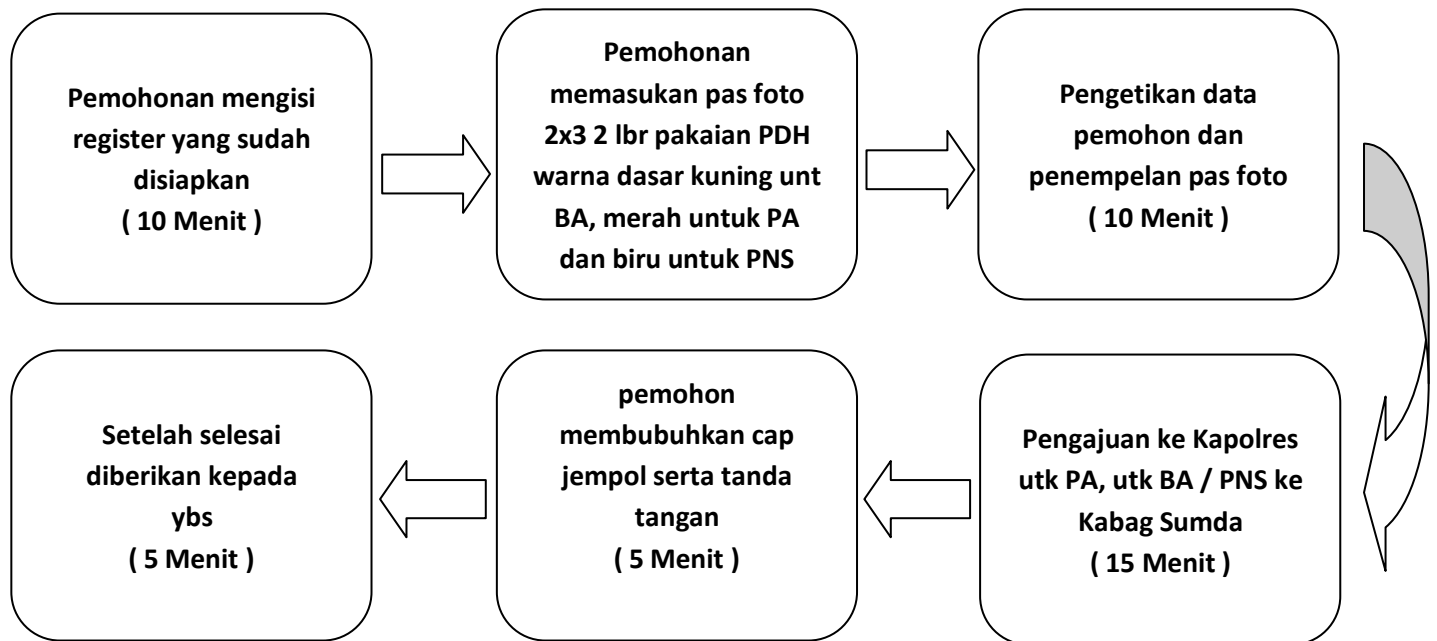 Pemohonan mengisi
register yang sudah
disiapkan
( 10 Menit )
Pemohonan
memasukan pas foto
2x3 2 lbr pakaian PDH
warna dasar kuning unt
BA, merah untuk PA
dan biru untuk PNS
Pengetikan data
pemohon dan
penempelan pas foto
( 10 Menit )
Pengajuan ke Kapolres
utk PA, utk BA / PNS ke
Kabag Sumda
( 15 Menit )
pemohon
membubuhkan cap
jempol serta tanda
tangan
( 5 Menit )
Setelah selesai
diberikan kepada
ybs
( 5 Menit )